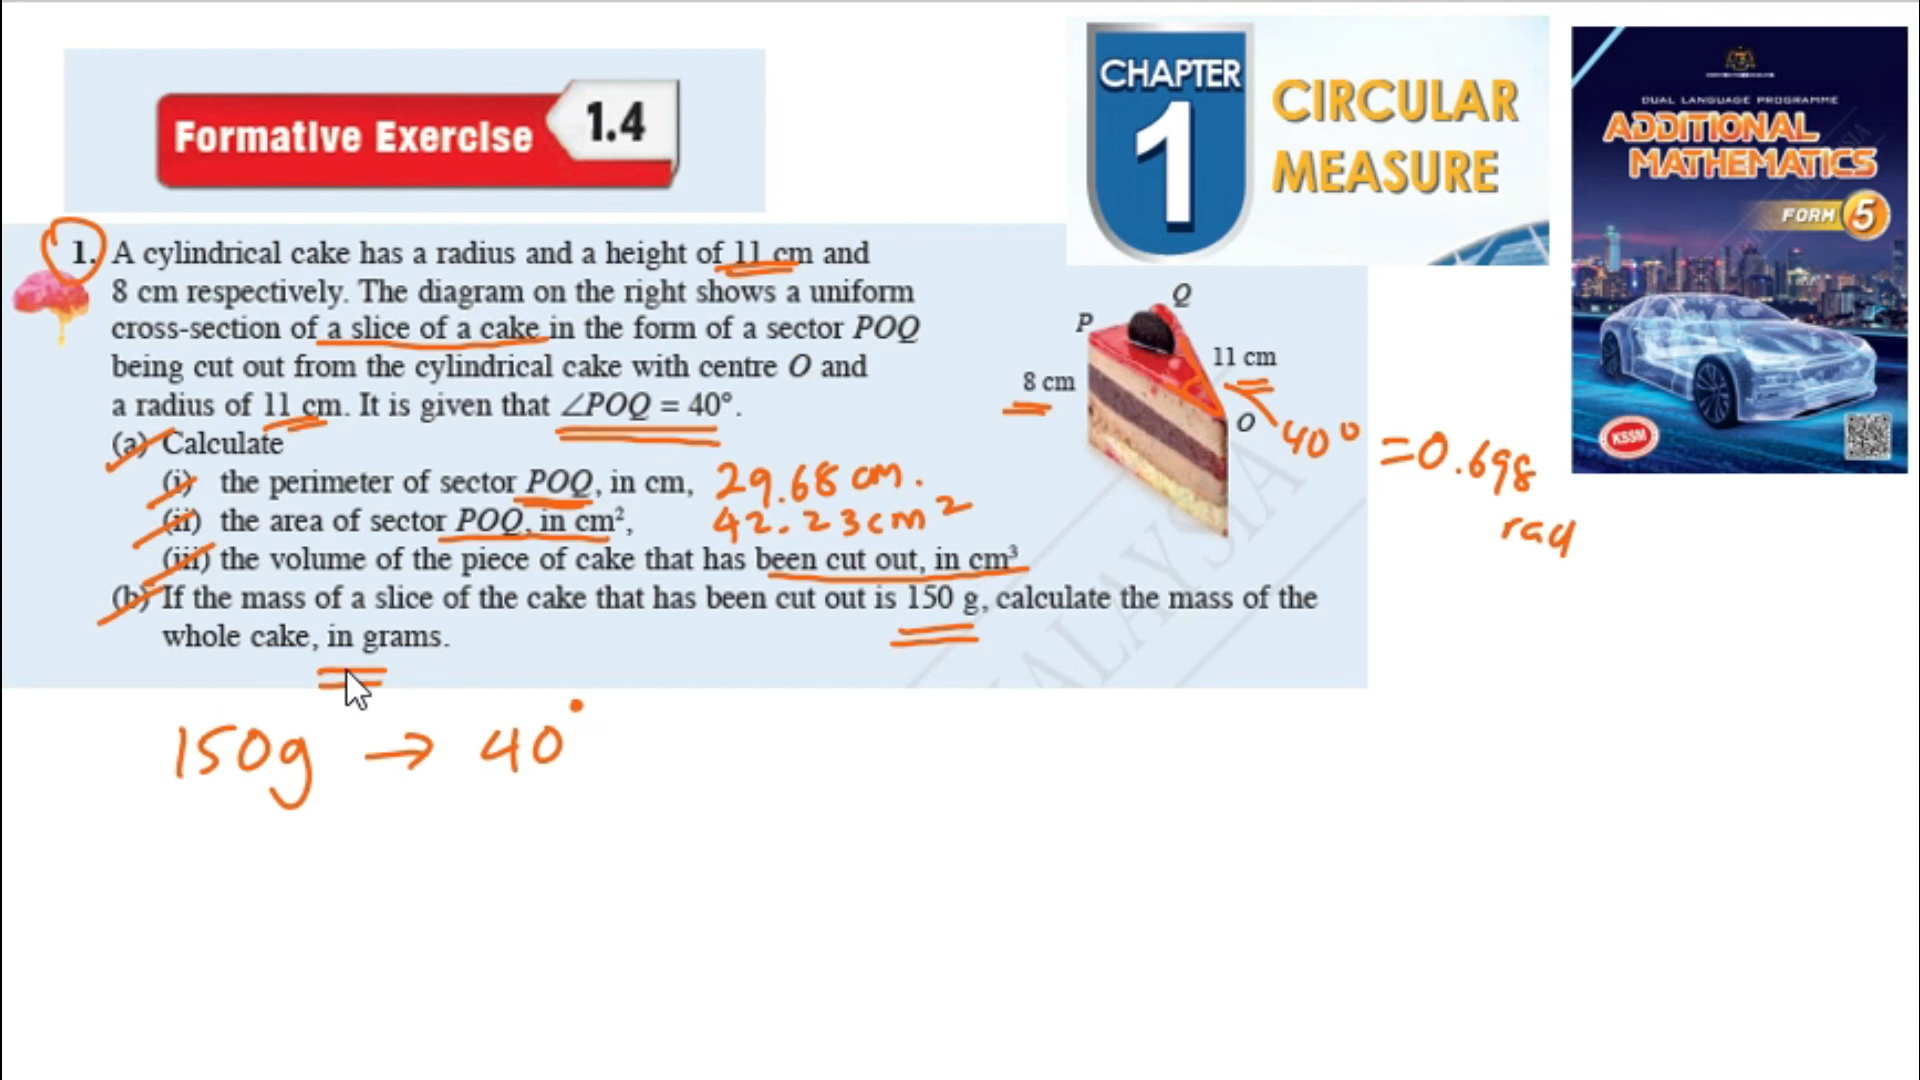 Formative Exercise 1.4
CHAPTER
1
CIRCULAR
MEASURE
DUAL LANGUAGE PROGRAMME
ADDITIONAL
MATHEMATICS
FORM 5
KSSM
1. A cylindrical cake has a radius and a height of 11 cm and
8 cm respectively. The diagram on the right shows a uniform
cross-section of a slice of a cake in the form of a sector POQ
being cut out from the cylindrical cake with centre O and
a radius of 11 cm. It is given that ∠POQ = 40°.
(a) Calculate
(i) the perimeter of sector POQ, in cm, 29.68 cm.
(ii) the area of sector POQ, in cm², 42.23 cm²
(iii) the volume of the piece of cake that has been cut out, in cm³
(b) If the mass of a slice of the cake that has been cut out is 150 g, calculate the mass of the
whole cake, in grams.
Q
P
11 cm
8 cm
O
40° = 0.698
rad
MALAYSIA
150g → 40°